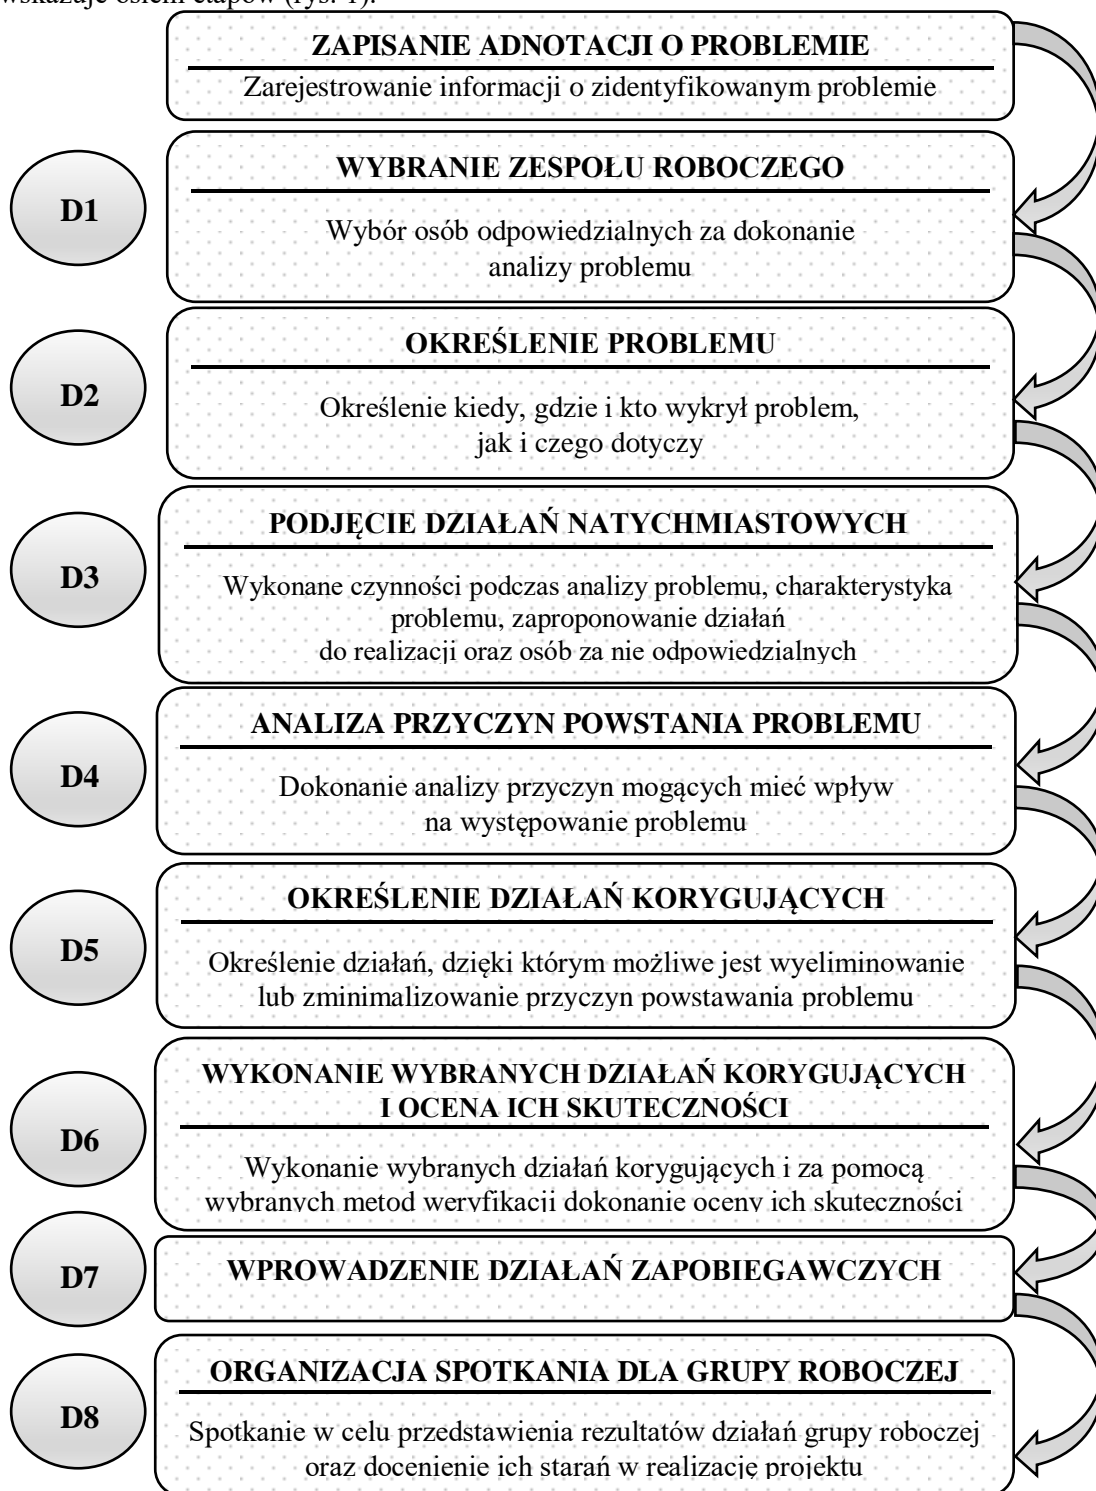 wskazuje osiem etapów (rys. 1).
ZAPISANIE ADNOTACJI O PROBLEMIE
Zarejestrowanie informacji o zidentyfikowanym problemie
D1
WYBRANIE ZESPOŁU ROBOCZEGO
Wybór osób odpowiedzialnych za dokonanie
analizy problemu
D2
OKREŚLENIE PROBLEMU
Określenie kiedy, gdzie i kto wykrył problem,
jak i czego dotyczy
D3
PODJĘCIE DZIAŁAŃ NATYCHMIASTOWYCH
Wykonane czynności podczas analizy problemu, charakterystyka
problemu, zaproponowanie działań
do realizacji oraz osób za nie odpowiedzialnych
D4
ANALIZA PRZYCZYN POWSTANIA PROBLEMU
Dokonanie analizy przyczyn mogących mieć wpływ
na występowanie problemu
D5
OKREŚLENIE DZIAŁAŃ KORYGUJĄCYCH
Określenie działań, dzięki którym możliwe jest wyeliminowanie
lub zminimalizowanie przyczyn powstawania problemu
D6
WYKONANIE WYBRANYCH DZIAŁAŃ KORYGUJĄCYCH
I OCENA ICH SKUTECZNOŚCI
Wykonanie wybranych działań korygujących i za pomocą
wybranych metod weryfikacji dokonanie oceny ich skuteczności
D7
WPROWADZENIE DZIAŁAŃ ZAPOBIEGAWCZYCH
D8
ORGANIZACJA SPOTKANIA DLA GRUPY ROBOCZEJ
Spotkanie w celu przedstawienia rezultatów działań grupy roboczej
oraz docenienie ich starań w realizację projektu